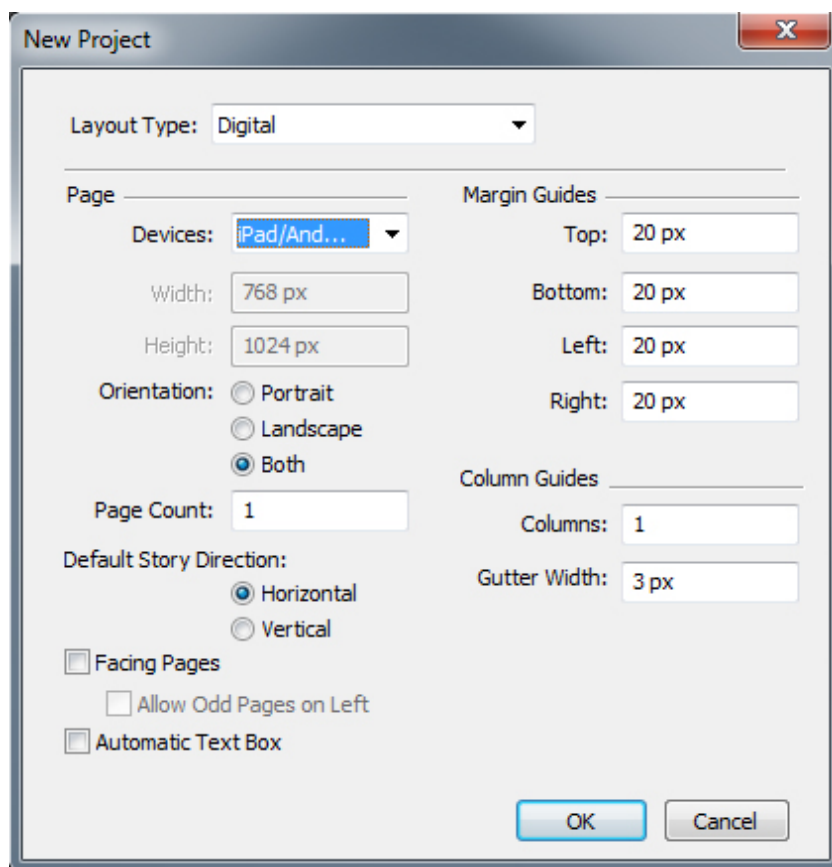 New Project
Layout Type: Digital
Page
Devices: iPad/And...
Width: 768 px
Height: 1024 px
Orientation: Portrait
Landscape
Both
Page Count: 1
Default Story Direction:
Horizontal
Vertical
Facing Pages
Allow Odd Pages on Left
Automatic Text Box
Margin Guides
Top: 20 px
Bottom: 20 px
Left: 20 px
Right: 20 px
Column Guides
Columns: 1
Gutter Width: 3 px
OK Cancel